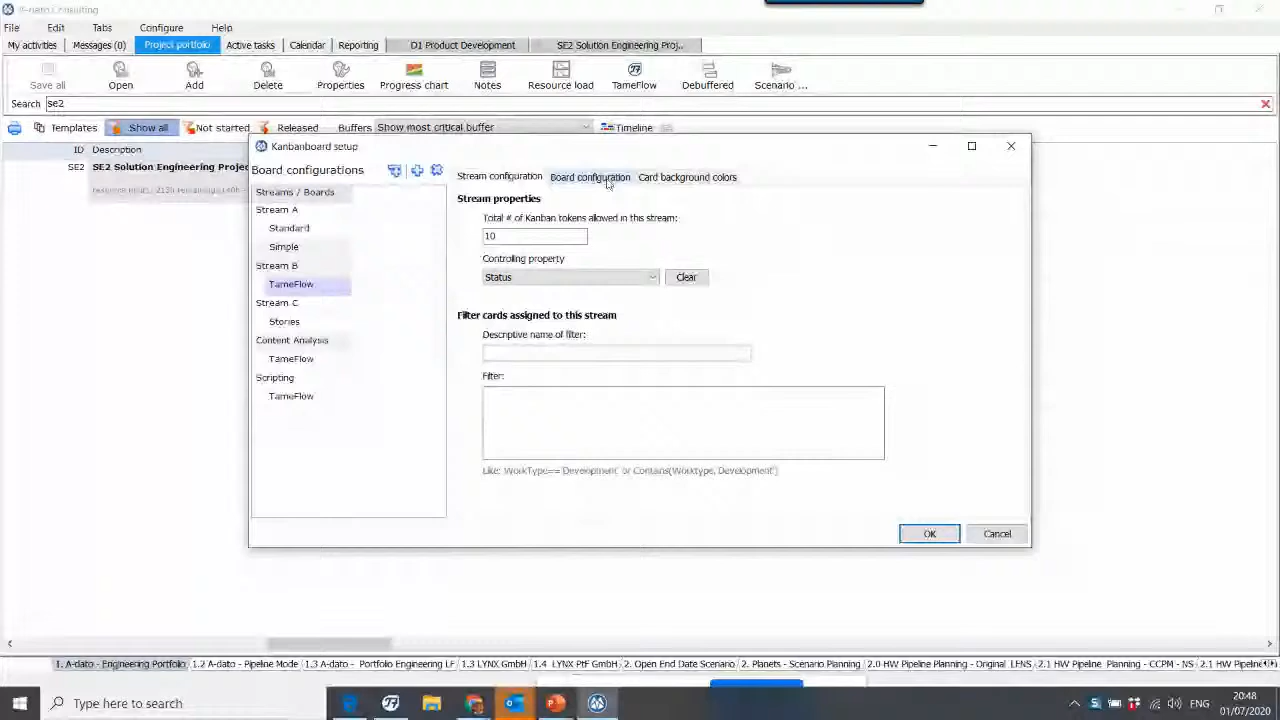 A-dato Consulting
File Edit Tabs Configure Help
My activities Messages (0) Project portfolio Active tasks Calendar Reporting D1 Product Development SE2 Solution Engineering Proj...
Save all Open Add Delete Properties Progress chart Notes Resource load TameFlow Debuffered Scenario ...
Search se2
Templates Show all Not started Released Buffers Show most critical buffer Timeline
ID Description
SE2 SE2 Solution Engineering Projec
Kanbanboard setup
Board configurations
Streams / Boards
Stream A
Standard
Simple
Stream B
TameFlow
Stream C
Stories
Content Analysis
TameFlow
Scripting
TameFlow
Stream configuration Board configuration Card background colors
Stream properties
Total # of Kanban tokens allowed in this stream:
10
Controling property
Status Clear
Filter cards assigned to this stream
Descriptive name of filter:
Filter:
Like: WorkType=='Development' or Contains(Worktype, Development')
OK Cancel
1. A-dato - Engineering Portfolio 1.2 A-dato - Pipeline Mode 1.3 A-dato - Portfolio Engineering LF 1.3 LYNX GmbH 1.4 LYNX PtF GmbH 2. Open End Date Scenario 2. Planets - Scenario Planning 2.0 HW Pipeline Planning - Original LENS 2.1 HW Pipeline Planning - CCPM - NS 2.1 HW Pipeline
Type here to search
ENG
20:48
01/07/2020